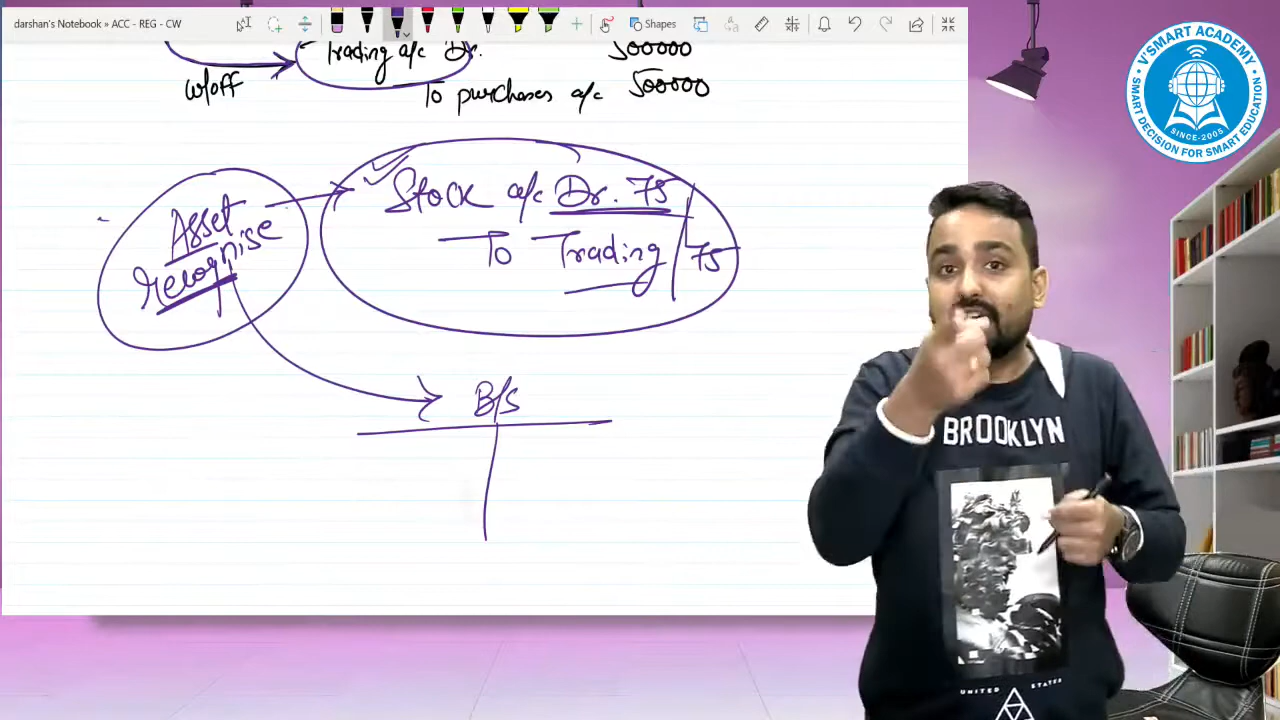 darshan's Notebook » ACC - REG - CW
Shapes
Trading a/c Dr. 500000
w/off
To purchases a/c 500000
Asset
recognise
Stock a/c Dr. 75
To Trading 75
B/S
V'SMART ACADEMY
SINCE-2005
SMART DECISION FOR SMART EDUCATION
BROOKLYN
UNITED STATES